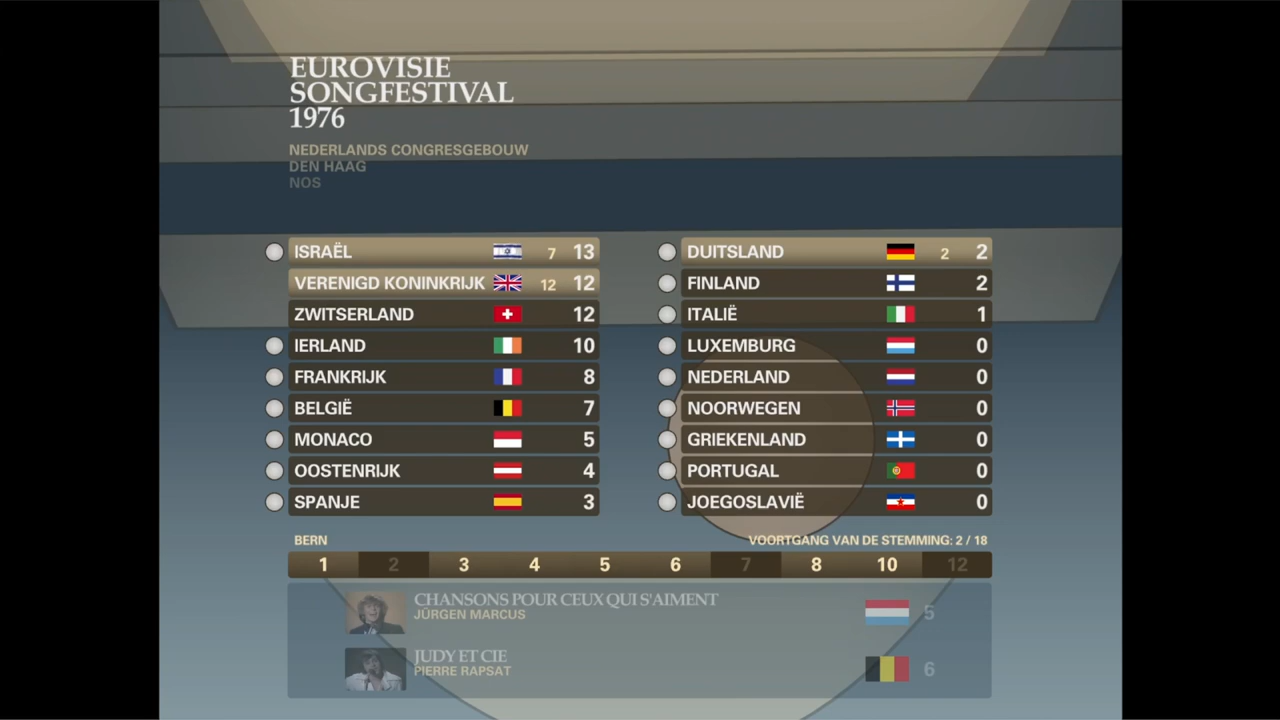 EUROVISIE
SONGFESTIVAL
1976
NEDERLANDS CONGRESGEBOUW
DEN HAAG
NOS
ISRAËL 7 13
VERENIGD KONINKRIJK 12 12
ZWITSERLAND 12
IERLAND 10
FRANKRIJK 8
BELGIË 7
MONACO 5
OOSTENRIJK 4
SPANJE 3
DUITSLAND 2 2
FINLAND 2
ITALIË 1
LUXEMBURG 0
NEDERLAND 0
NOORWEGEN 0
GRIEKENLAND 0
PORTUGAL 0
JOEGOSLAVIË 0
BERN VOORTGANG VAN DE STEMMING: 2 / 18
1 2 3 4 5 6 7 8 10 12
CHANSONS POUR CEUX QUI S'AIMENT
JÜRGEN MARCUS 5
JUDY ET CIE
PIERRE RAPSAT 6